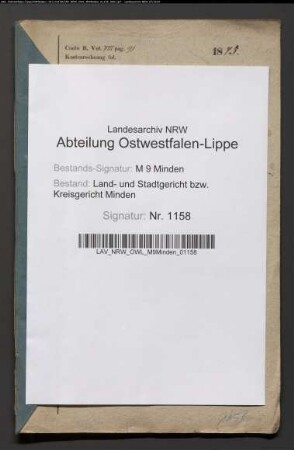 Landesarchiv NRW
Abteilung Ostwestfalen-Lippe
Bestands-Signatur: M 9 Minden
Bestand: Land- und Stadtgericht bzw.
Kreisgericht Minden
Signatur: Nr. 1158
LAV_NRW_OWL_M9Minden_01158